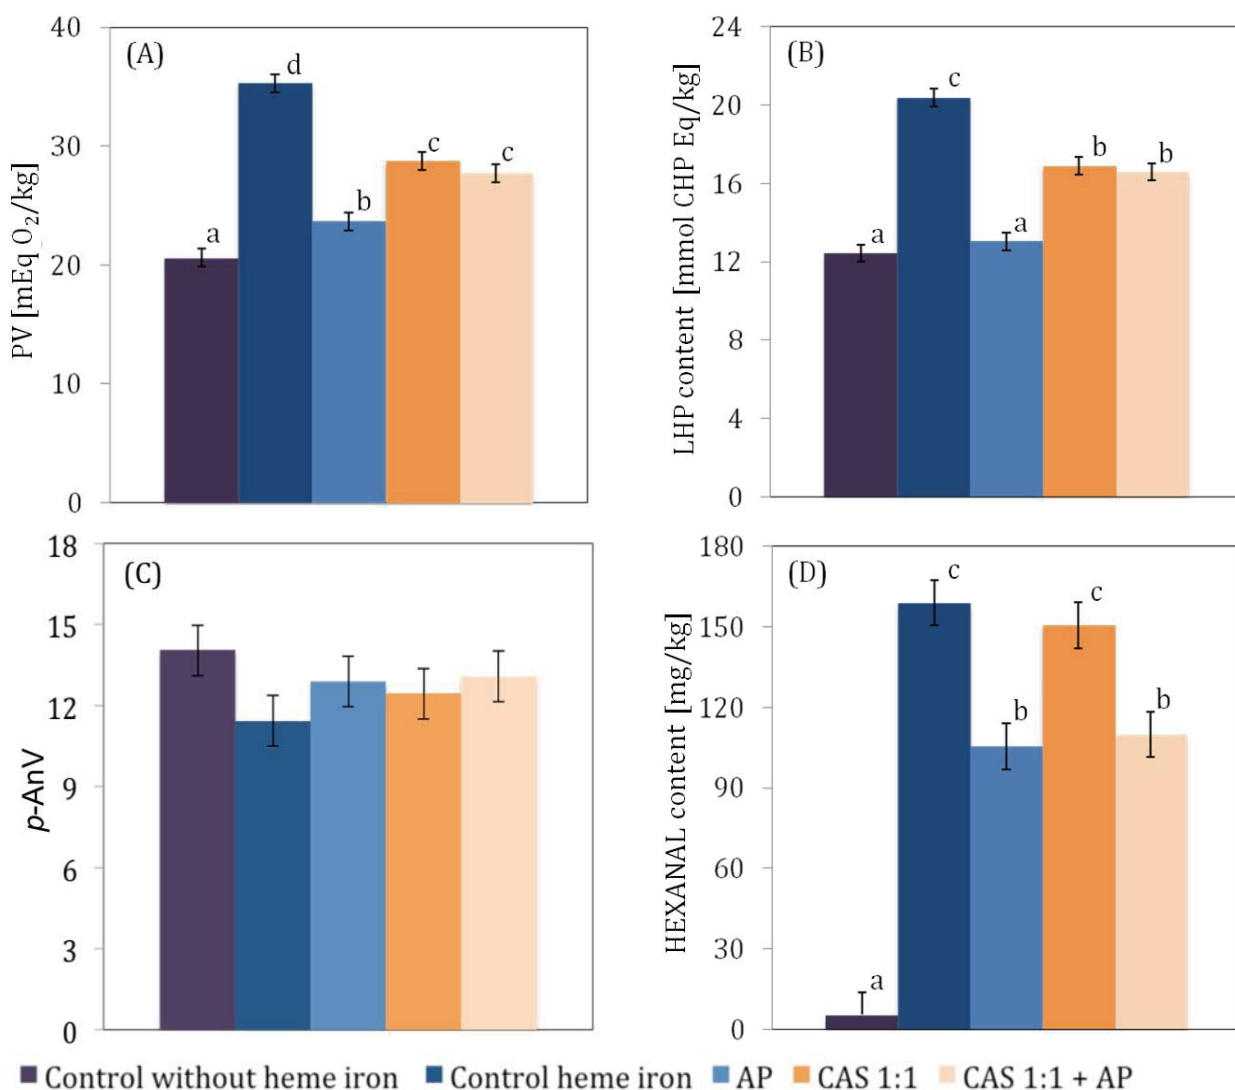 (A)
PV [mEq O₂/kg]
40
30
20
10
0
a
d
b
c
c
(B)
LHP content [mmol CHP Eq/kg]
24
20
16
12
8
4
0
a
c
a
b
b
(C)
p-AnV
18
15
12
9
6
3
0
(D)
HEXANAL content [mg/kg]
180
150
120
90
60
30
0
a
c
b
c
b
Control without heme iron Control heme iron AP CAS 1:1 CAS 1:1 + AP